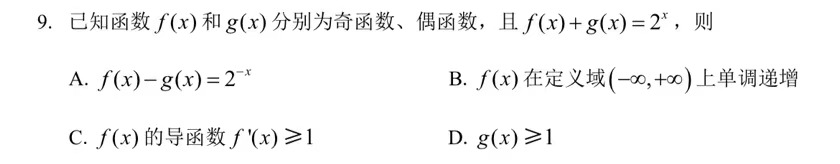 9. 已知函数 f(x) 和 g(x) 分别为奇函数、偶函数，且 f(x)+g(x)=2ˣ，则
A. f(x)−g(x)=2⁻ˣ B. f(x) 在定义域(−∞,+∞)上单调递增
C. f(x) 的导函数 f '(x)⩾1 D. g(x)⩾1